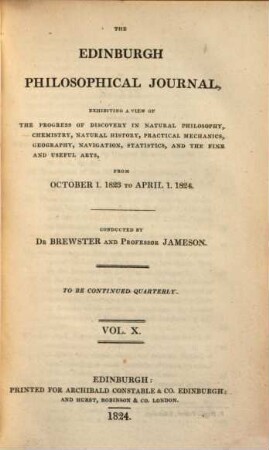 THE
EDINBURGH
PHILOSOPHICAL JOURNAL,
EXHIBITING A VIEW OF
THE PROGRESS OF DISCOVERY IN NATURAL PHILOSOPHY,
CHEMISTRY, NATURAL HISTORY, PRACTICAL MECHANICS,
GEOGRAPHY, NAVIGATION, STATISTICS, AND THE FINE
AND USEFUL ARTS,
FROM
OCTOBER 1. 1823 TO APRIL 1. 1824.
CONDUCTED BY
DR BREWSTER AND PROFESSOR JAMESON.
TO BE CONTINUED QUARTERLY.
VOL. X.
EDINBURGH:
PRINTED FOR ARCHIBALD CONSTABLE & CO. EDINBURGH:
AND HURST, ROBINSON & CO. LONDON.
1824.